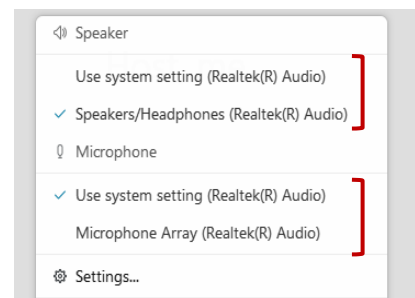 Speaker
Use system setting (Realtek(R) Audio)
Speakers/Headphones (Realtek(R) Audio)
Microphone
Use system setting (Realtek(R) Audio)
Microphone Array (Realtek(R) Audio)
Settings...